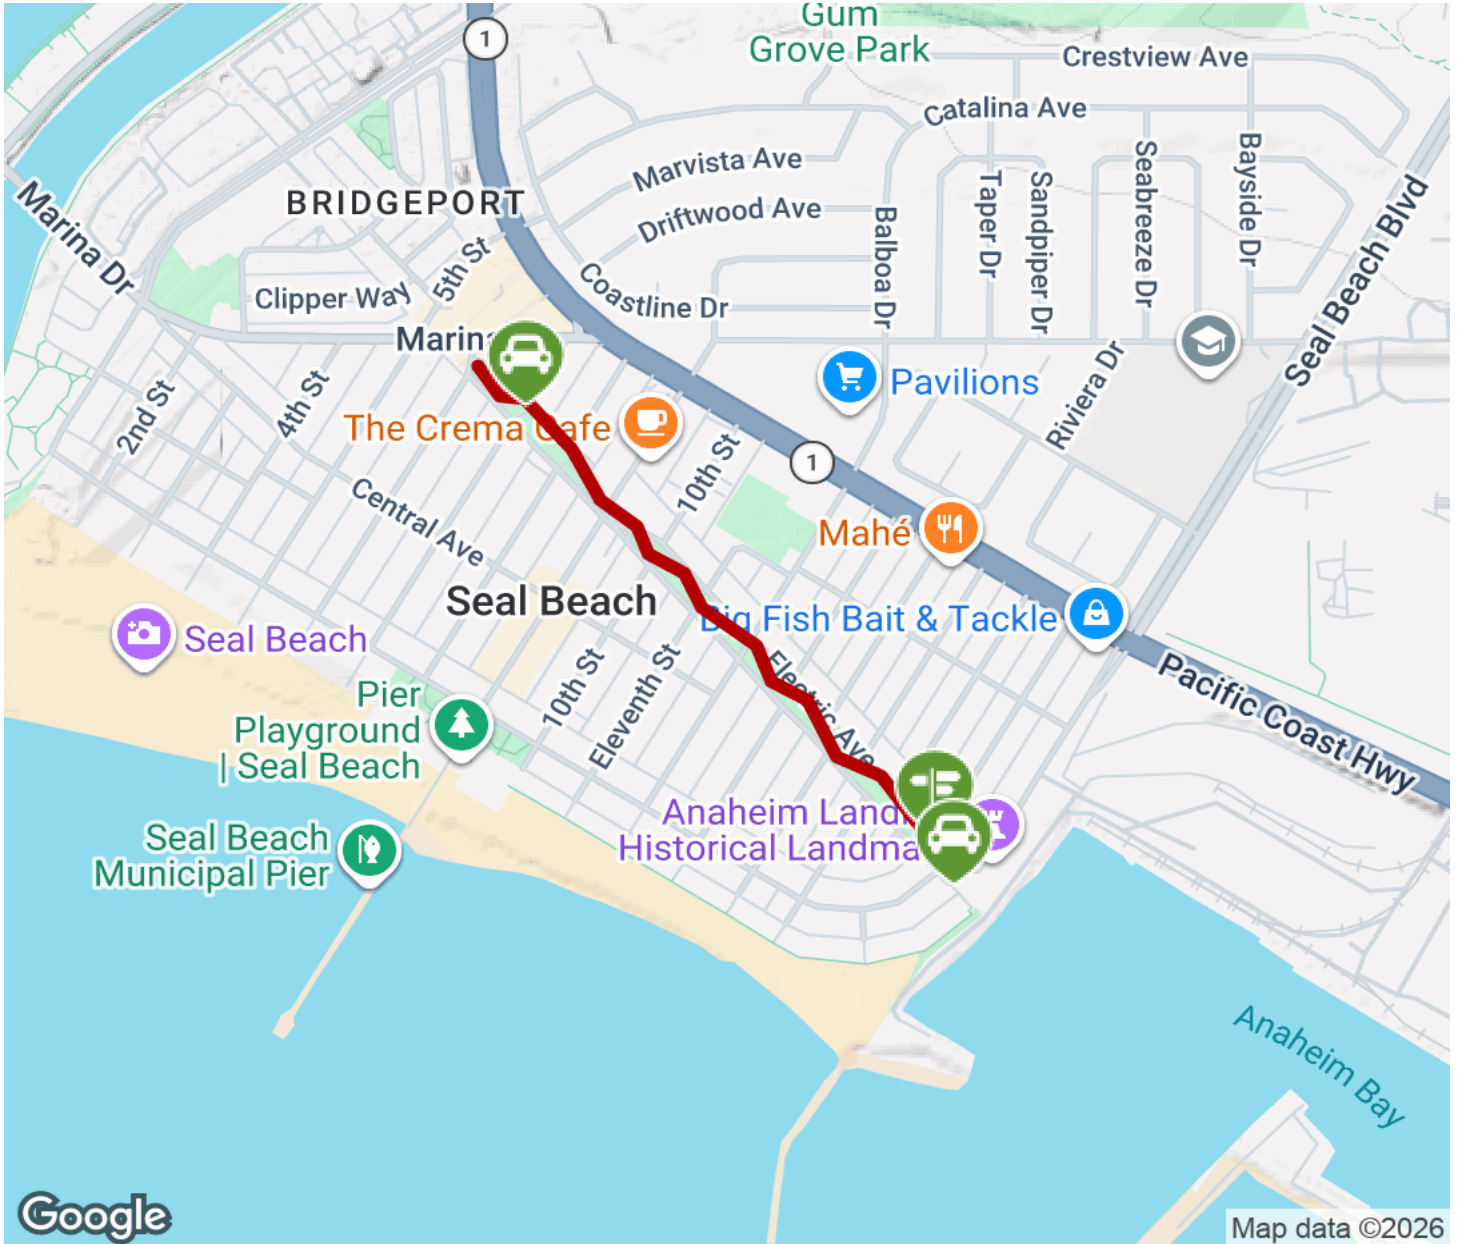 Gum
Grove Park
1
Crestview Ave
Catalina Ave
Marvista Ave
Driftwood Ave
Balboa Dr
Taper Dr
Sandpiper Dr
Seabreeze Dr
Bayside Dr
Seal Beach Blvd
Marina Dr
BRIDGEPORT
5th St
Clipper Way
Coastline Dr
Marina
Pavilions
Riviera Dr
2nd St
4th St
The Crema Cafe
10th St
1
Central Ave
Mahé
Seal Beach
Big Fish Bait & Tackle
Seal Beach
Electric Ave
Pacific Coast Hwy
Pier
Playground
| Seal Beach
10th St
Eleventh St
Anaheim Land
Historical Landma
Seal Beach
Municipal Pier
Anaheim Bay
Google
Map data ©2026